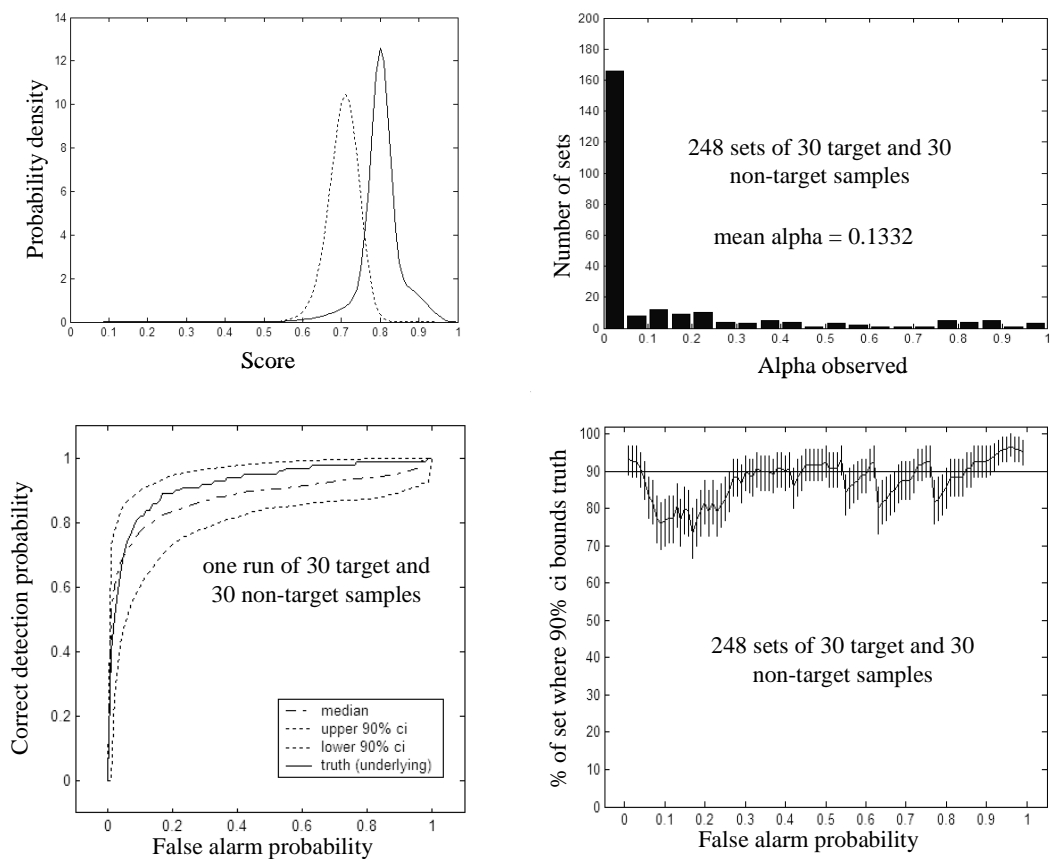 14
12
10
8
6
4
2
0
0 0.1 0.2 0.3 0.4 0.5 0.6 0.7 0.8 0.9 1
Probability density
Score
200
180
160
140
120
100
80
60
40
20
0
0 0.1 0.2 0.3 0.4 0.5 0.6 0.7 0.8 0.9 1
Number of sets
Alpha observed
248 sets of 30 target and 30
non-target samples
mean alpha = 0.1332
1
0.8
0.6
0.4
0.2
0
0 0.2 0.4 0.6 0.8 1
Correct detection probability
False alarm probability
one run of 30 target and
30 non-target samples
median
upper 90% ci
lower 90% ci
truth (underlying)
100
90
80
70
60
50
40
30
20
10
0
0 0.1 0.2 0.3 0.4 0.5 0.6 0.7 0.8 0.9 1
% of set where 90% ci bounds truth
False alarm probability
248 sets of 30 target and 30
non-target samples